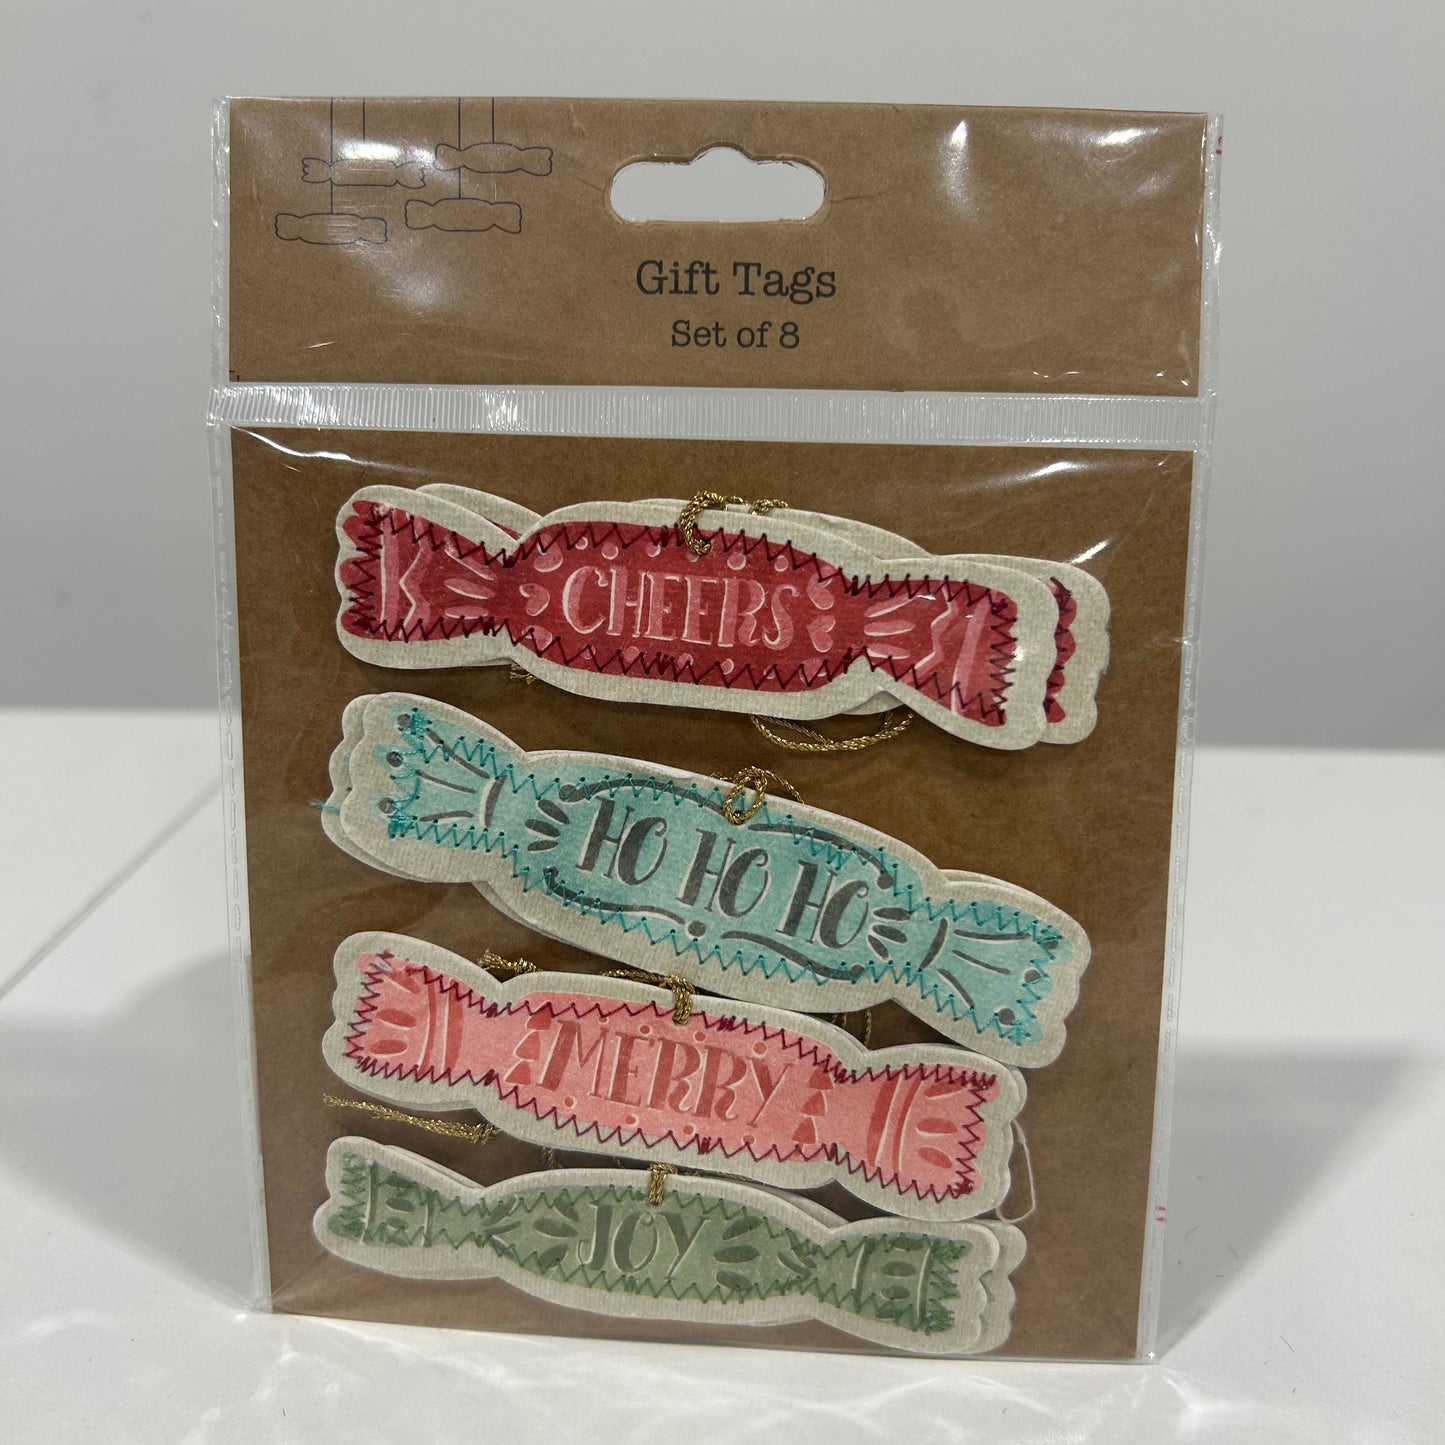 Gift Tags
Set of 8
CHEERS
HO HO HO
MERRY
JOY